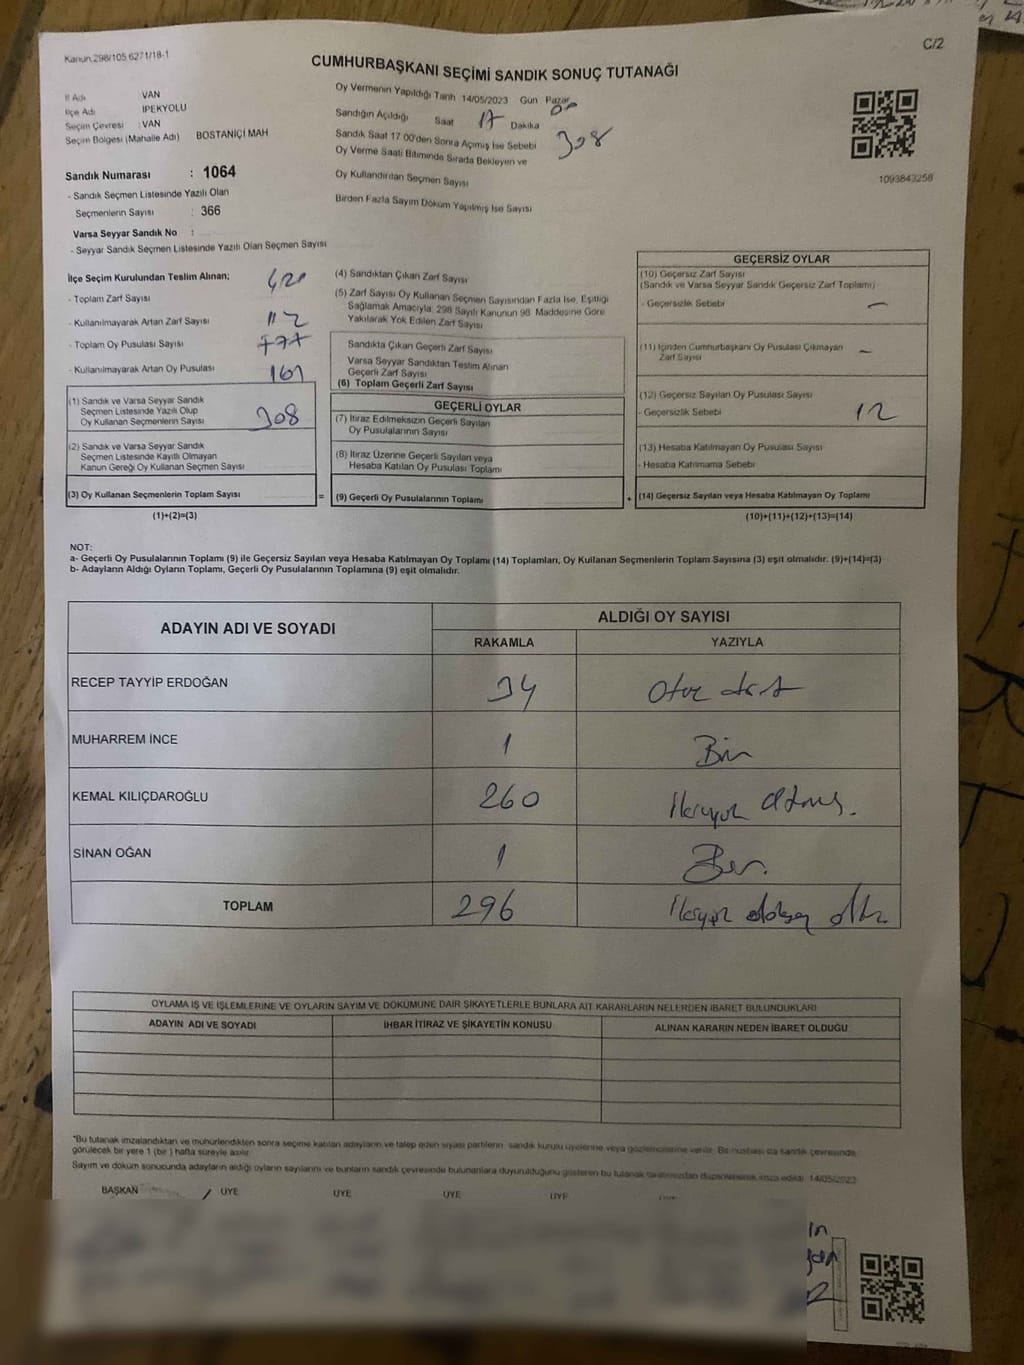 Kanun.298/105 6271/18-1
C/2
CUMHURBAŞKANI SEÇİMİ SANDIK SONUÇ TUTANAĞI
İl Adı VAN
İlçe Adı İPEKYOLU
Seçim Çevresi : VAN
Seçim Bölgesi (Mahalle Adı) BOSTANİÇİ MAH
Sandık Numarası : 1064
- Sandık Seçmen Listesinde Yazılı Olan
Seçmenlerin Sayısı : 366
Varsa Seyyar Sandık No :
- Seyyar Sandık Seçmen Listesinde Yazılı Olan Seçmen Sayısı
Oy Vermenin Yapıldığı Tarih 14/05/2023 Gün Pazar
Sandığın Açıldığı Saat 17 Dakika 00
Sandık Saat 17.00'den Sonra Açılmış İse Sebebi
Oy Verme Saati Bitiminde Sırada Bekleyen ve 308
Oy Kullandırılan Seçmen Sayısı
Birden Fazla Sayım Döküm Yapılmış İse Sayısı
1093843256
İlçe Seçim Kurulundan Teslim Alınan;
- Toplam Zarf Sayısı 420
- Kullanılmayarak Artan Zarf Sayısı 112
- Toplam Oy Pusulası Sayısı
- Kullanılmayarak Artan Oy Pusulası 161
(1) Sandık ve Varsa Seyyar Sandık
Seçmen Listesinde Yazılı Olup
Oy Kullanan Seçmenlerin Sayısı 308
(2) Sandık ve Varsa Seyyar Sandık
Seçmen Listesinde Kayıtlı Olmayan
Kanun Gereği Oy Kullanan Seçmen Sayısı
(3) Oy Kullanan Seçmenlerin Toplam Sayısı =
(1)+(2)=(3)
(4) Sandıktan Çıkan Zarf Sayısı
(5) Zarf Sayısı Oy Kullanan Seçmen Sayısından Fazla İse, Eşitliği
Sağlamak Amacıyla, 298 Sayılı Kanunun 98. Maddesine Göre
Yakılarak Yok Edilen Zarf Sayısı
Sandıkta Çıkan Geçerli Zarf Sayısı
Varsa Seyyar Sandıktan Teslim Alınan
Geçerli Zarf Sayısı
(6) Toplam Geçerli Zarf Sayısı
GEÇERLİ OYLAR
(7) İtiraz Edilmeksizin Geçerli Sayılan
Oy Pusulalarının Sayısı
(8) İtiraz Üzerine Geçerli Sayılan veya
Hesaba Katılan Oy Pusulası Toplamı
(9) Geçerli Oy Pusulalarının Toplamı +
GEÇERSİZ OYLAR
(10) Geçersiz Zarf Sayısı
(Sandık ve Varsa Seyyar Sandık Geçersiz Zarf Toplamı)
- Geçersizlik Sebebi —
(11) İçinden Cumhurbaşkanı Oy Pusulası Çıkmayan
Zarf Sayısı —
(12) Geçersiz Sayılan Oy Pusulası Sayısı
- Geçersizlik Sebebi 12
(13) Hesaba Katılmayan Oy Pusulası Sayısı
- Hesaba Katılmama Sebebi
(14) Geçersiz Sayılan veya Hesaba Katılmayan Oy Toplamı
(10)+(11)+(12)+(13)=(14)
NOT:
a- Geçerli Oy Pusulalarının Toplamı (9) ile Geçersiz Sayılan veya Hesaba Katılmayan Oy Toplamı (14) Toplamları, Oy Kullanan Seçmenlerin Toplam Sayısına (3) eşit olmalıdır. (9)+(14)=(3)
b- Adayların Aldığı Oyların Toplamı, Geçerli Oy Pusulalarının Toplamına (9) eşit olmalıdır.
ADAYIN ADI VE SOYADI ALDIĞI OY SAYISI
RAKAMLA YAZIYLA
RECEP TAYYİP ERDOĞAN 34 Otuz dört
MUHARREM İNCE 1 Bir
KEMAL KILIÇDAROĞLU 260 İkiyüz Altmış.
SİNAN OĞAN 1 Bir.
TOPLAM 296 İkiyüz doksan altı
OYLAMA İŞ VE İŞLEMLERİNE VE OYLARIN SAYIM VE DÖKÜMÜNE DAİR ŞİKAYETLERLE BUNLARA AİT KARARLARIN NELERDEN İBARET BULUNDUKLARI
ADAYIN ADI VE SOYADI İHBAR İTİRAZ VE ŞİKAYETİN KONUSU ALINAN KARARIN NEDEN İBARET OLDUĞU
*Bu tutanak imzalandıktan ve mühürlendikten sonra seçime katılan adayların ve talep eden siyasi partilerin sandık kurulu üyelerine veya gözlemcilerine verilir. Bir nüshası da sandık çevresinde
görülecek bir yere 1 (bir) hafta süreyle asılır.
Sayım ve döküm sonucunda adayların aldığı oyların sayılarını ve bunların sandık çevresinde bulunanlara duyurulduğunu gösteren bu tutanak tarafımızdan düzenlenerek imza edildi. 14/05/2023
BAŞKAN ÜYE ÜYE ÜYE ÜYE